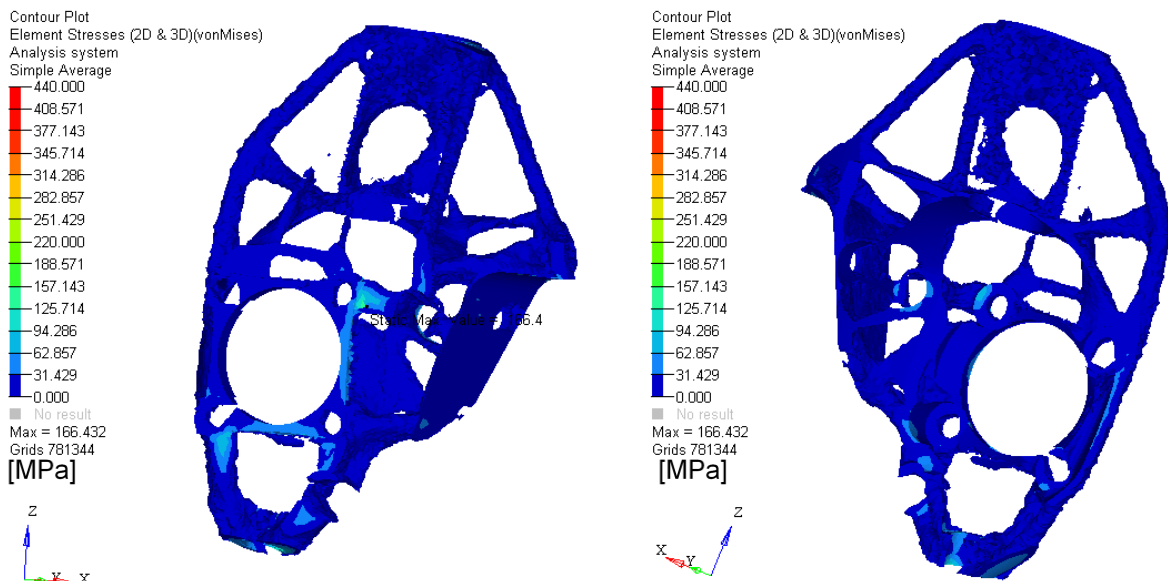 Contour Plot
Element Stresses (2D & 3D)(vonMises)
Analysis system
Simple Average
440.000
408.571
377.143
345.714
314.286
282.857
251.429
220.000
188.571
157.143
125.714
94.286
62.857
31.429
0.000
No result
Max = 166.432
Grids 781344
[MPa]
Static Max Value = 166.4
Z
Y
X
Contour Plot
Element Stresses (2D & 3D)(vonMises)
Analysis system
Simple Average
440.000
408.571
377.143
345.714
314.286
282.857
251.429
220.000
188.571
157.143
125.714
94.286
62.857
31.429
0.000
No result
Max = 166.432
Grids 781344
[MPa]
Z
X
Y